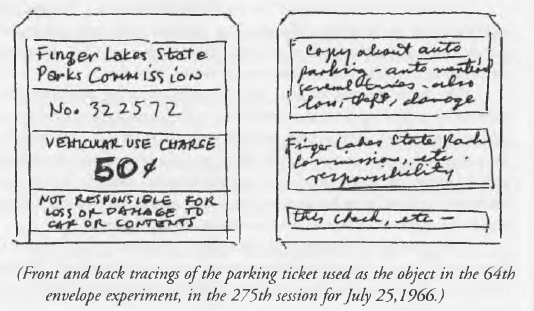 Finger Lakes State
Parks Commission
No. 322572
VEHICULAR USE CHARGE
50¢
NOT RESPONSIBLE FOR
LOSS OR DAMAGE TO
CAR OR CONTENTS
copy about auto
parking - auto mentioned
several times - also
loss, theft, damage
Finger Lakes State Park
Commission, etc.
responsibility
this check, etc -
(Front and back tracings of the parking ticket used as the object in the 64th
envelope experiment, in the 275th session for July 25,1966.)